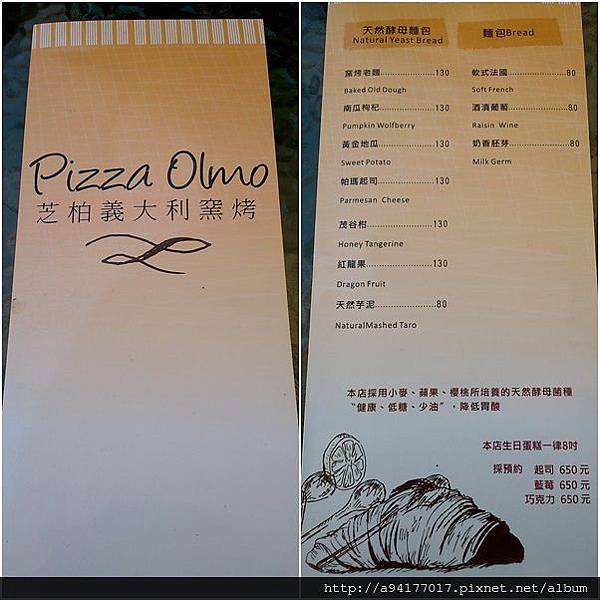 Pizza Olmo
芝柏義大利窯烤
天然酵母麵包
Natural Yeast Bread
窯烤老麵........................130
Baked Old Dough
南瓜枸杞........................130
Pumpkin Wolfberry
黃金地瓜........................130
Sweet Potato
帕瑪起司........................130
Parmesan Cheese
茂谷柑........................130
Honey Tangerine
紅龍果........................130
Dragon Fruit
天然芋泥........................80
NaturalMashed Taro
麵包Bread
軟式法國........................80
Soft French
酒漬葡萄........................80
Raisin Wine
奶香胚芽........................80
Milk Germ
本店採用小麥、蘋果、櫻桃所培養的天然酵母菌種
“健康、低糖、少油”，降低胃酸
本店生日蛋糕一律8吋
採預約 起司 650元
藍莓 650元
巧克力 650元
http://a94177017.pixnet.net/album